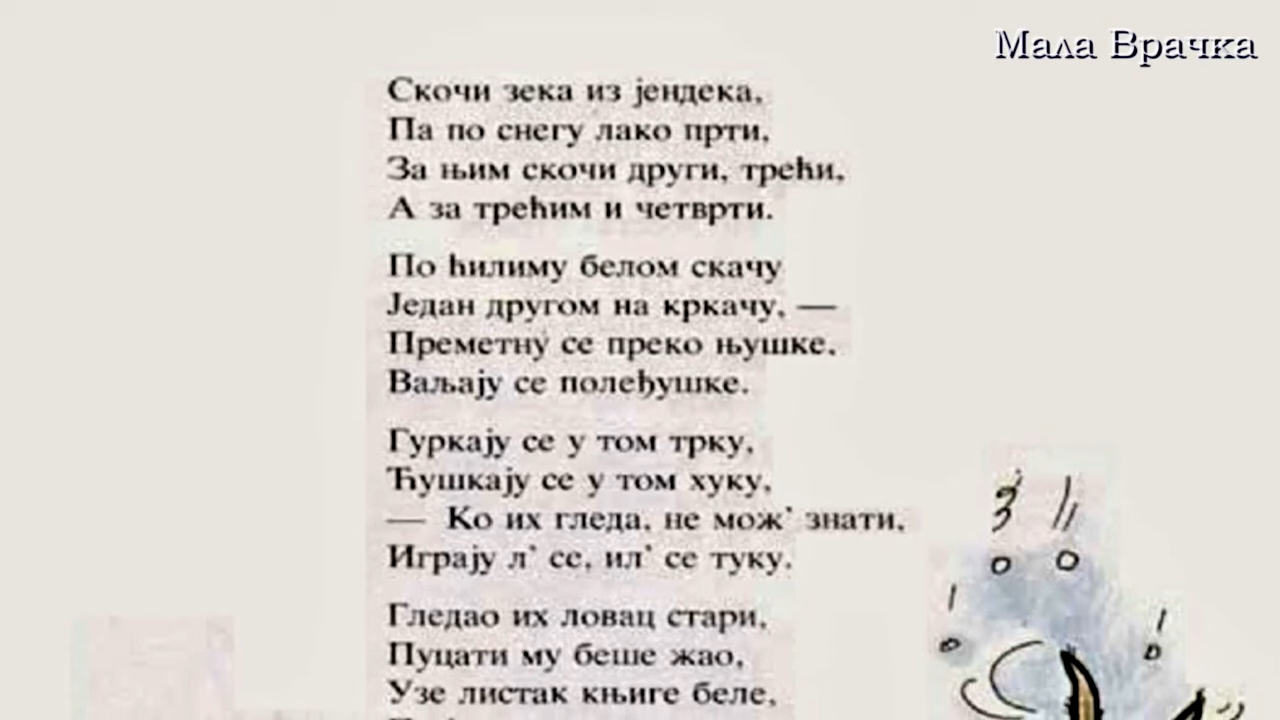 Мала Врачка
Скочи зека из јендека,
Па по снегу лако прти,
За њим скочи други, трећи,
А за трећим и четврти.
По ћилиму белом скачу
Један другом на кркачу, —
Преметну се преко њушке,
Ваљају се полеђушке.
Гуркају се у том трку,
Ћушкају се у том хуку,
— Ко их гледа, не мож’ знати,
Играју л’ се, ил’ се туку.
Гледао их ловац стари,
Пуцати му беше жао,
Узе листак књиге беле,